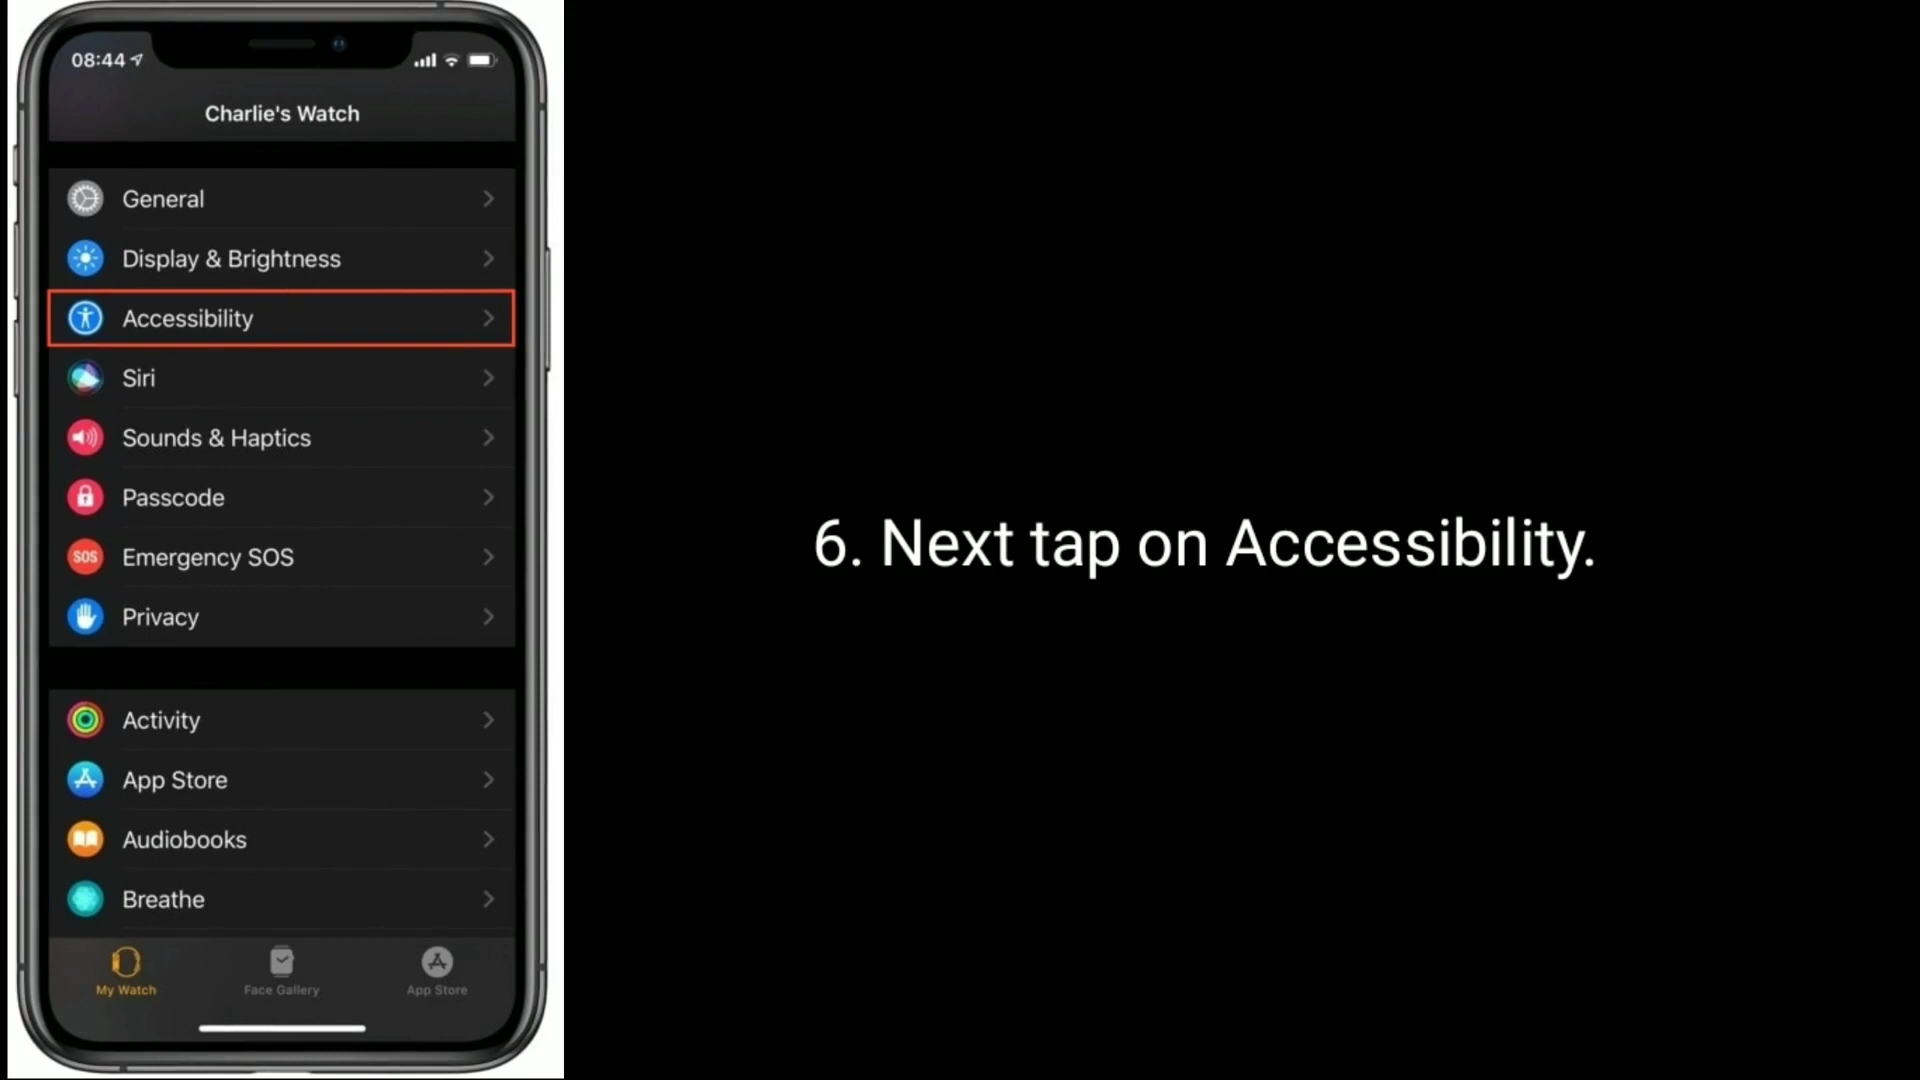 08:44
Charlie's Watch
General
Display & Brightness
Accessibility
Siri
Sounds & Haptics
Passcode
SOS
Emergency SOS
Privacy
Activity
App Store
Audiobooks
Breathe
My Watch
Face Gallery
App Store
6. Next tap on Accessibility.